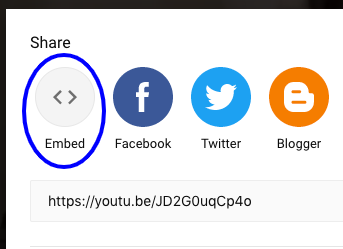 Share
Embed Facebook Twitter Blogger
https://youtu.be/JD2G0uqCp4o